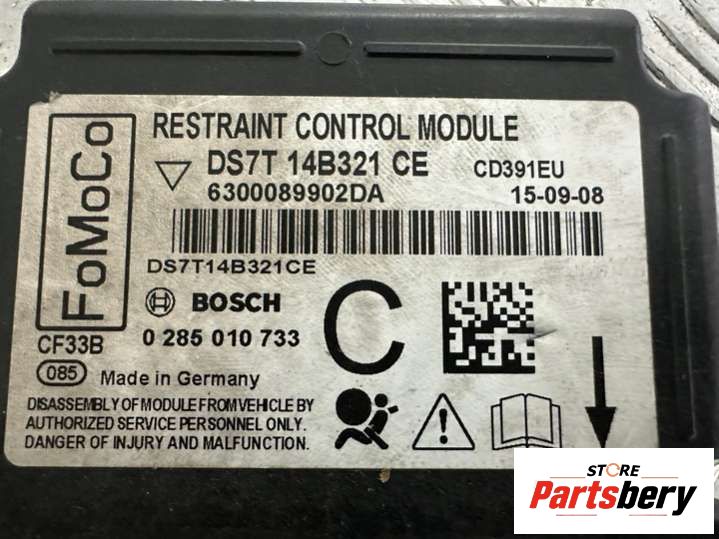 FoMoCo
RESTRAINT CONTROL MODULE
DS7T 14B321 CE CD391EU
6300089902DA 15-09-08
DS7T14B321CE
BOSCH
C
CF33B 0 285 010 733
085 Made in Germany
DISASSEMBLY OF MODULE FROM VEHICLE BY
AUTHORIZED SERVICE PERSONNEL ONLY.
DANGER OF INJURY AND MALFUNCTION.
STORE
Partsbery